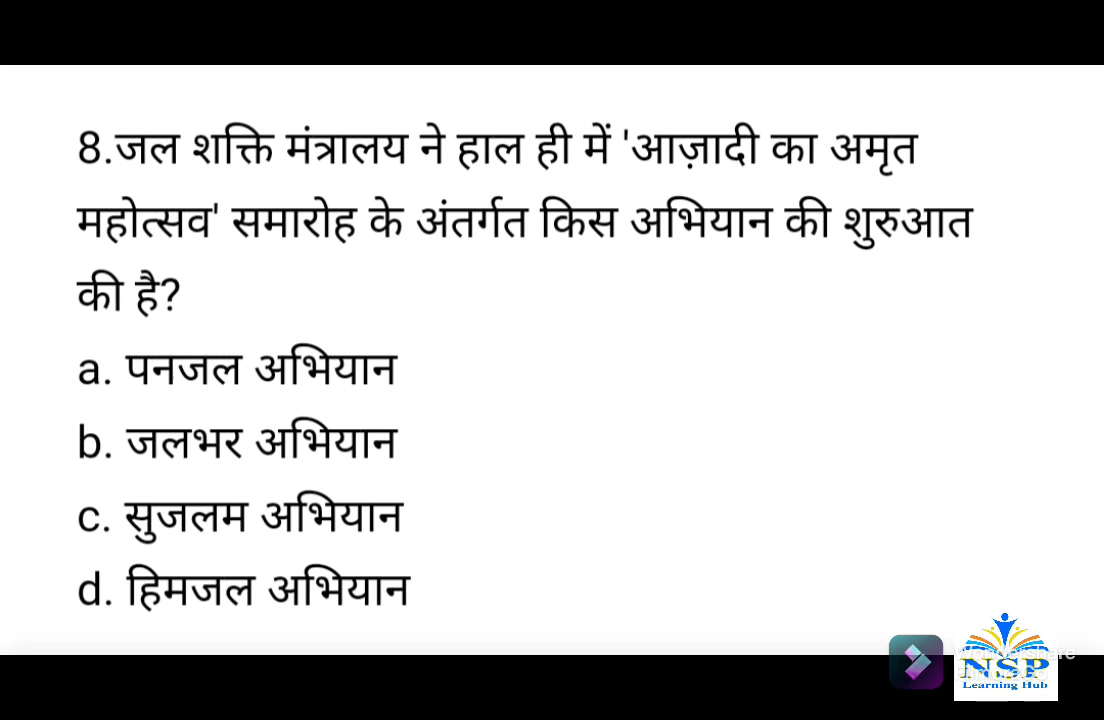 8.जल शक्ति मंत्रालय ने हाल ही में 'आज़ादी का अमृत
महोत्सव' समारोह के अंतर्गत किस अभियान की शुरुआत
की है?
a. पनजल अभियान
b. जलभर अभियान
c. सुजलम अभियान
d. हिमजल अभियान
NSP
Learning Hub